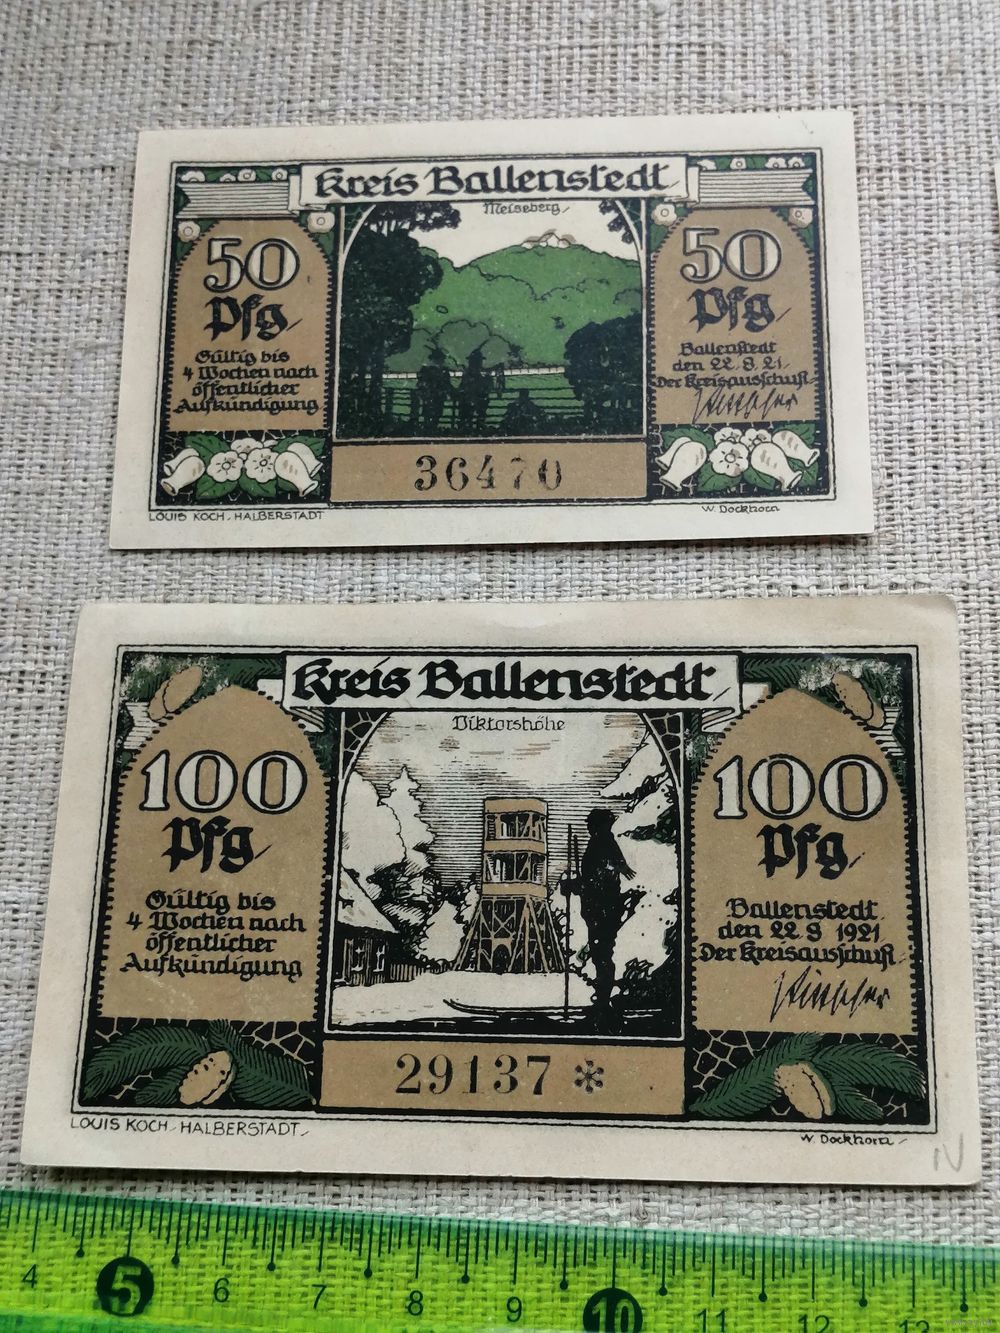 Kreis Ballenstedt
Meiseberg
50
Pfg
Gültig bis
4 Wochen nach
öffentlicher
Aufkündigung
50
Pfg
Ballenstedt
den 22.8.21.
Der Kreisausschuß
36470
LOUIS KOCH, HALBERSTADT
W. Dockhorn
Kreis Ballenstedt
Viktorshöhe
100
Pfg
Gültig bis
4 Wochen nach
öffentlicher
Aufkündigung
100
Pfg
Ballenstedt
den 22 8 1921
Der Kreisausschuß
29137 *
LOUIS KOCH - HALBERSTADT
W. Dockhorn
N
4 5 6 7 8 9 10 11 12 13